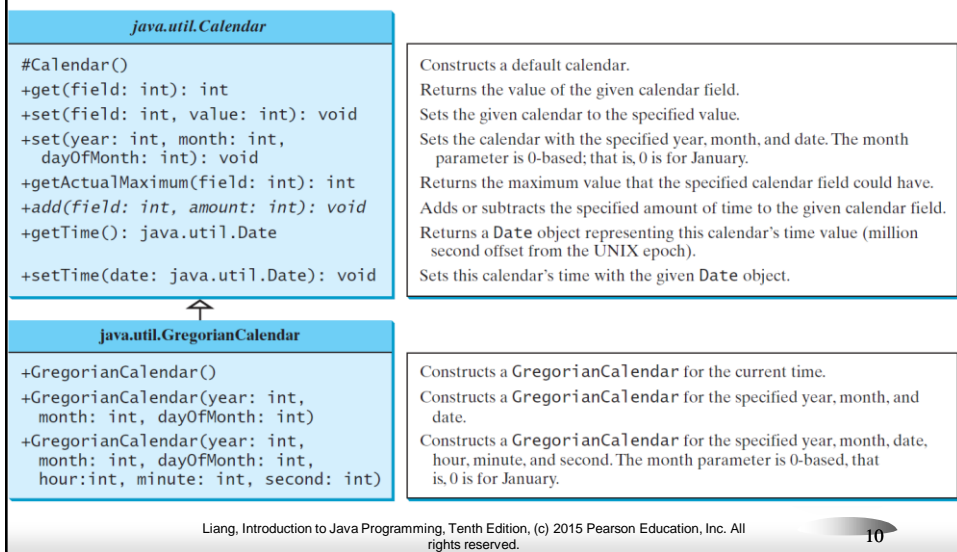 java.util.Calendar
#Calendar()
+get(field: int): int
+set(field: int, value: int): void
+set(year: int, month: int,
dayOfMonth: int): void
+getActualMaximum(field: int): int
+add(field: int, amount: int): void
+getTime(): java.util.Date
+setTime(date: java.util.Date): void
Constructs a default calendar.
Returns the value of the given calendar field.
Sets the given calendar to the specified value.
Sets the calendar with the specified year, month, and date. The month
parameter is 0-based; that is, 0 is for January.
Returns the maximum value that the specified calendar field could have.
Adds or subtracts the specified amount of time to the given calendar field.
Returns a Date object representing this calendar's time value (million
second offset from the UNIX epoch).
Sets this calendar's time with the given Date object.
java.util.GregorianCalendar
+GregorianCalendar()
+GregorianCalendar(year: int,
month: int, dayOfMonth: int)
+GregorianCalendar(year: int,
month: int, dayOfMonth: int,
hour:int, minute: int, second: int)
Constructs a GregorianCalendar for the current time.
Constructs a GregorianCalendar for the specified year, month, and
date.
Constructs a GregorianCalendar for the specified year, month, date,
hour, minute, and second. The month parameter is 0-based, that
is, 0 is for January.
Liang, Introduction to Java Programming, Tenth Edition, (c) 2015 Pearson Education, Inc. All
rights reserved.
10